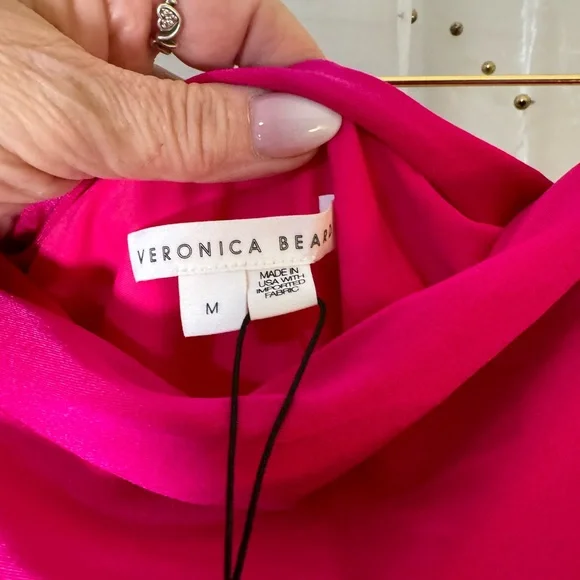 VERONICA BEARD
M
MADE IN
USA WITH
IMPORTED
FABRIC